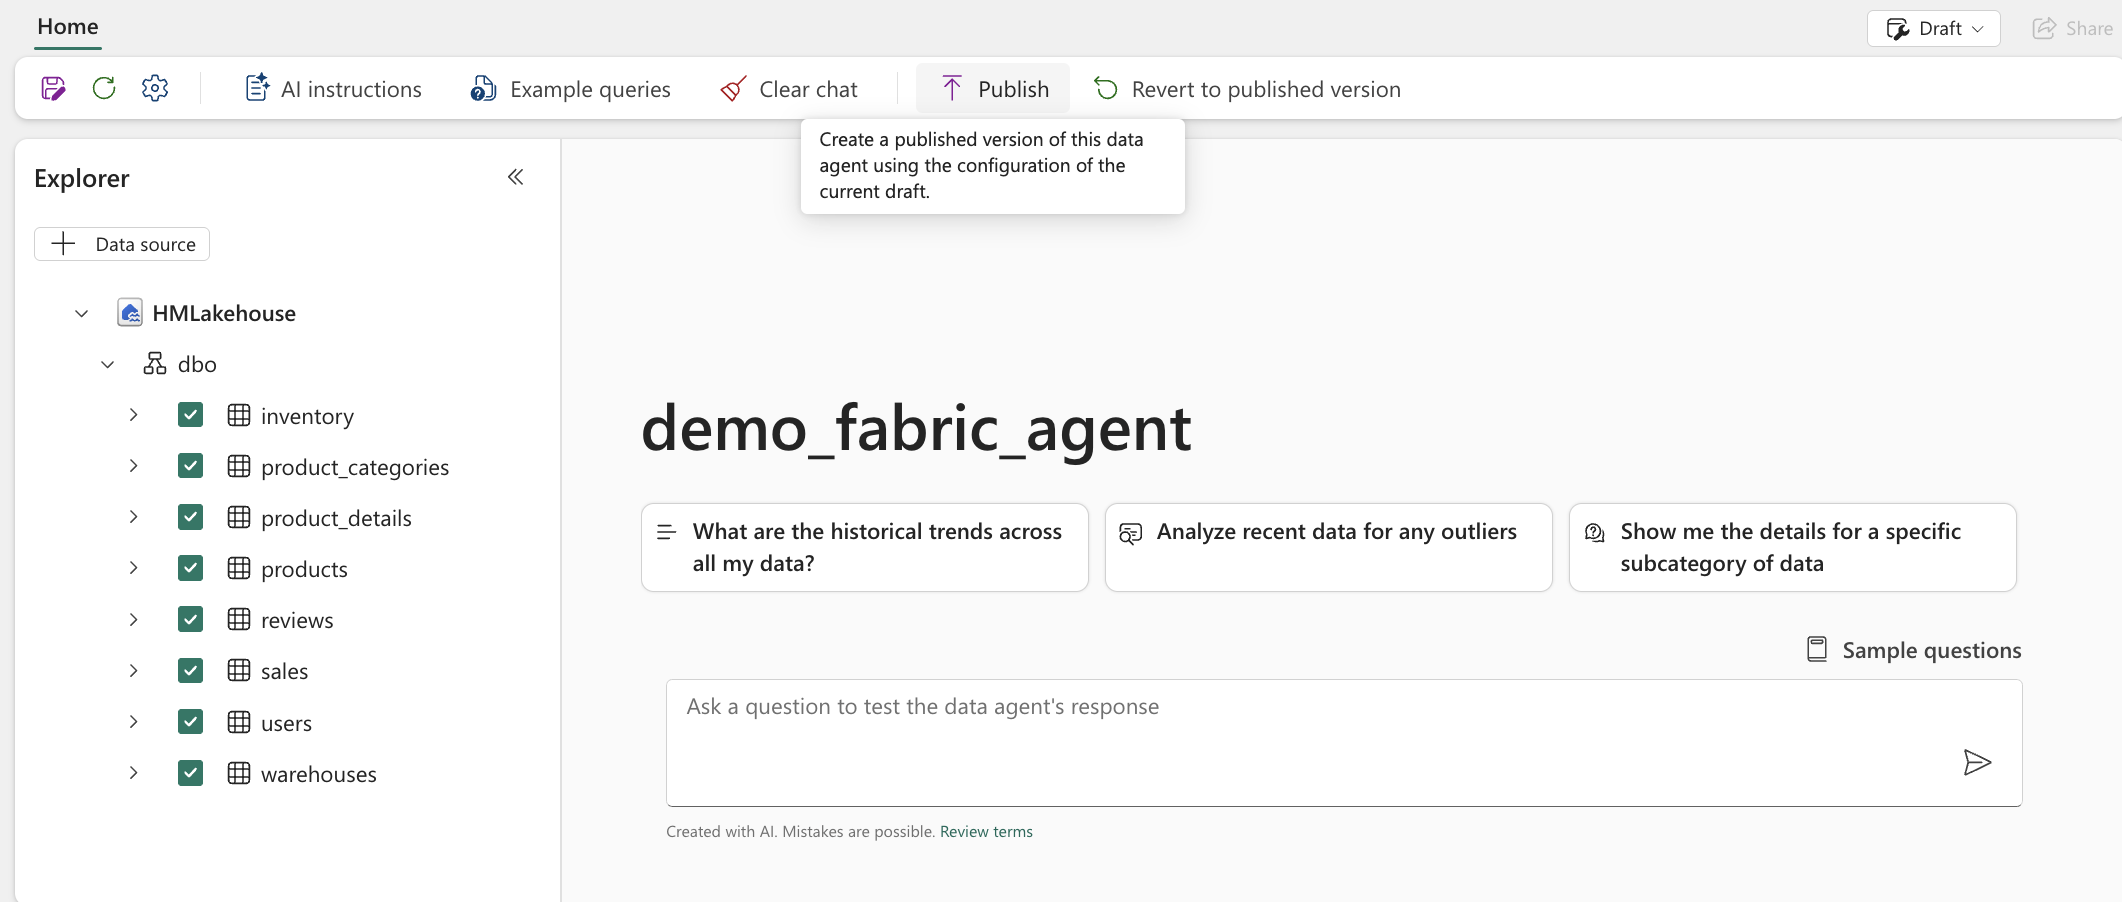 Home
Draft
Share
AI instructions
Example queries
Clear chat
Publish
Revert to published version
Create a published version of this data
agent using the configuration of the
current draft.
Explorer
Data source
HMLakehouse
dbo
inventory
product_categories
product_details
products
reviews
sales
users
warehouses
demo_fabric_agent
What are the historical trends across
all my data?
Analyze recent data for any outliers
Show me the details for a specific
subcategory of data
Sample questions
Ask a question to test the data agent's response
Created with AI. Mistakes are possible. Review terms